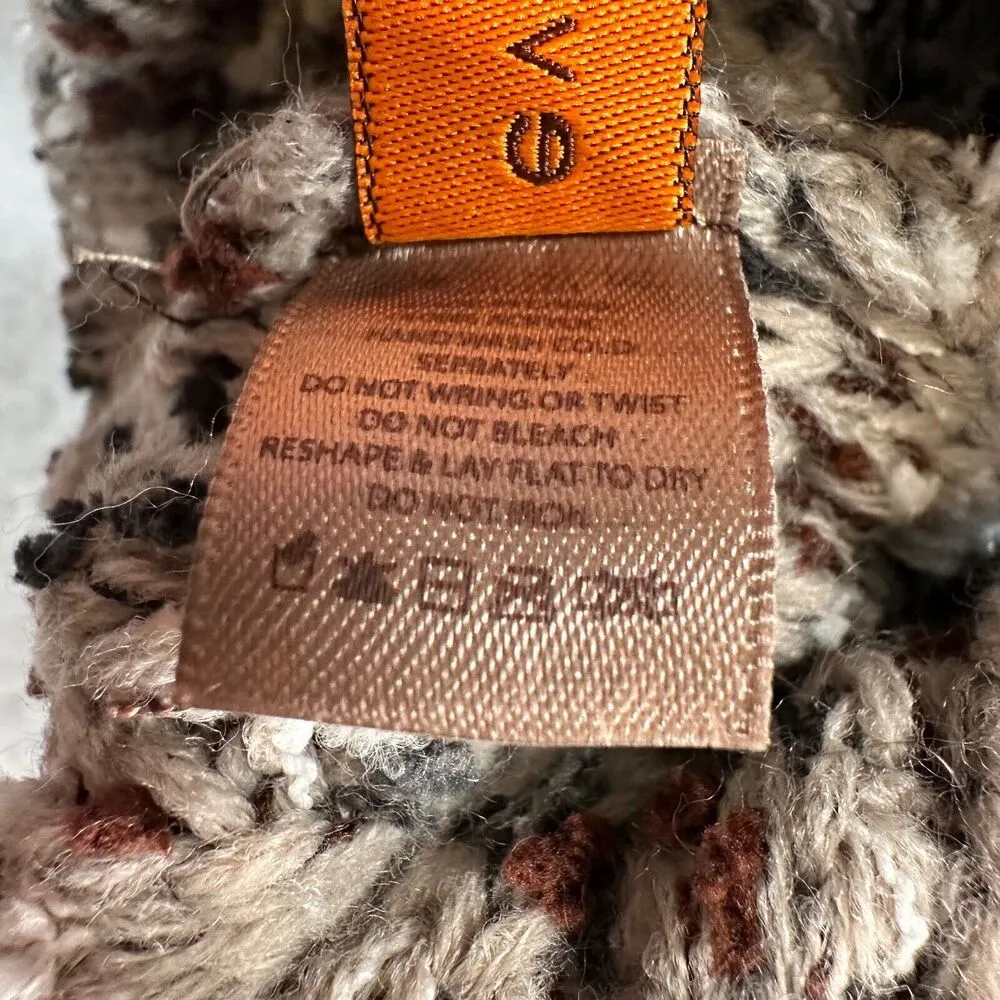 ve
HAND WASH COLD
SEPRATELY
DO NOT WRING OR TWIST
DO NOT BLEACH
RESHAPE & LAY FLAT TO DRY
DO NOT IRON